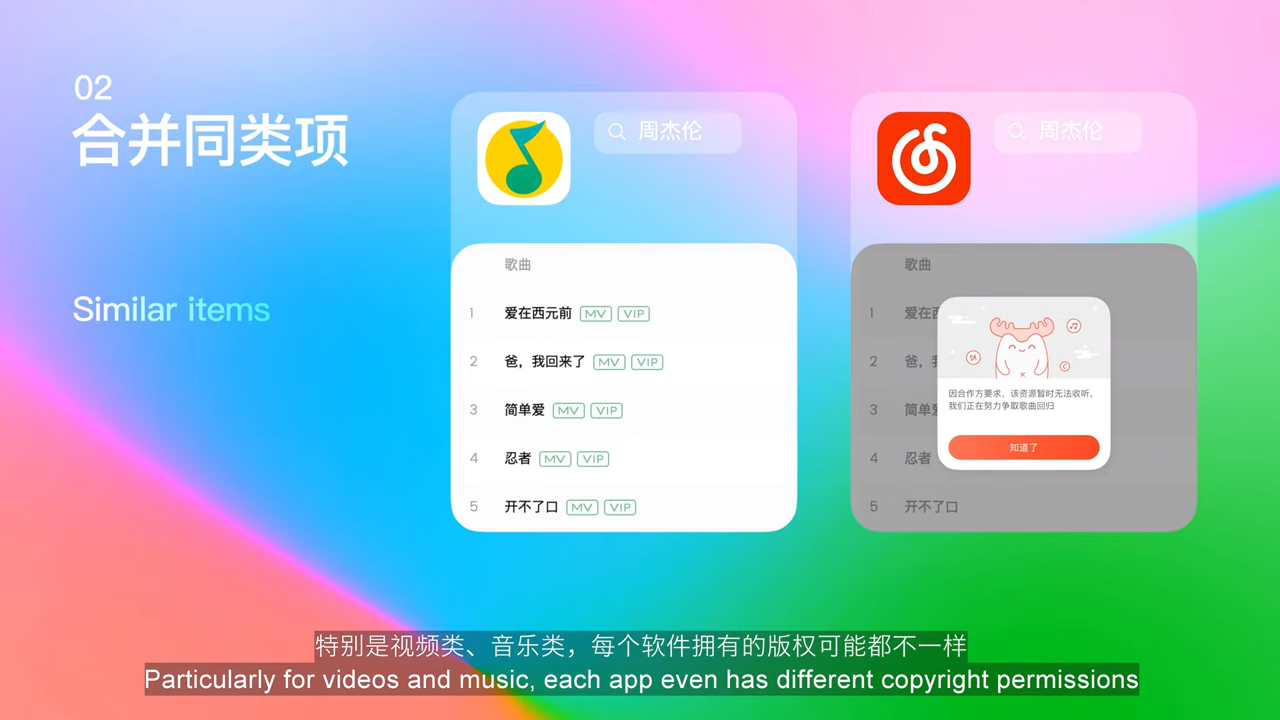 02
合并同类项
Similar items
周杰伦
歌曲
1 爱在西元前 MV VIP
2 爸，我回来了 MV VIP
3 简单爱 MV VIP
4 忍者 MV VIP
5 开不了口 MV VIP
周杰伦
歌曲
1 爱在
2 爸，
3 简单
4 忍者
5 开不了口
因合作方要求，该资源暂时无法收听，
我们正在努力争取歌曲回归
知道了
特别是视频类、音乐类，每个软件拥有的版权可能都不一样
Particularly for videos and music, each app even has different copyright permissions